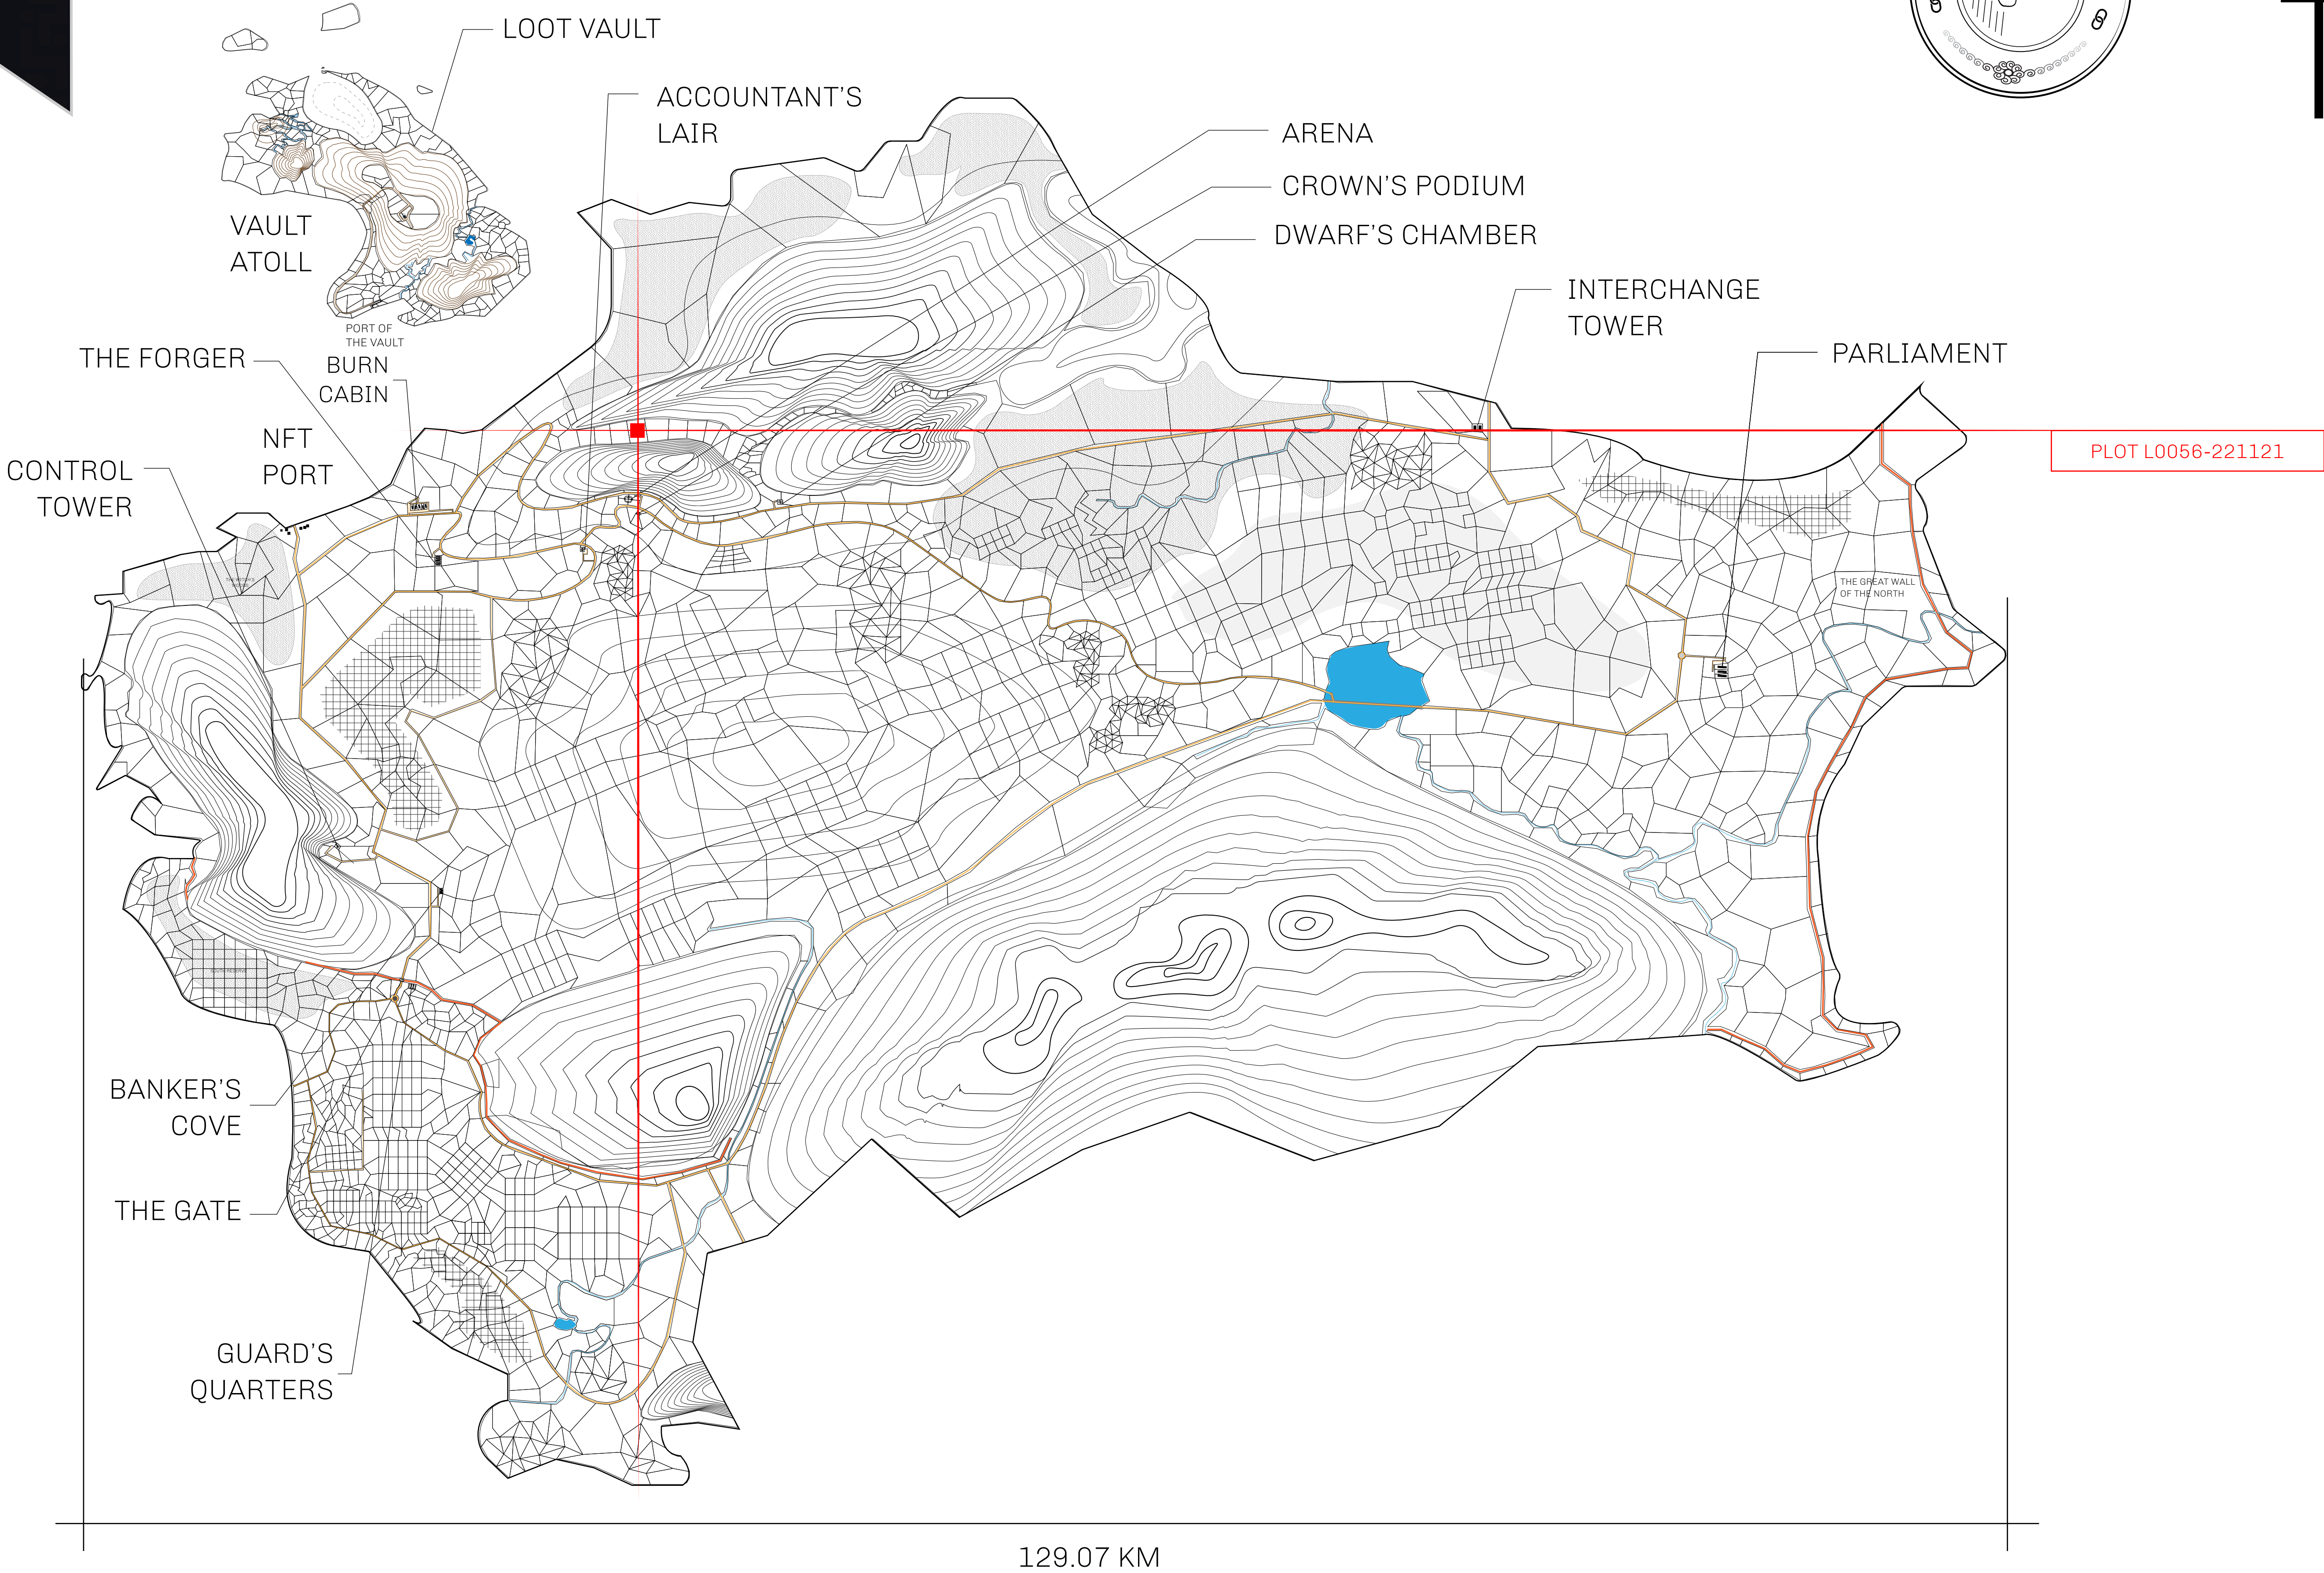 LOOT VAULT
ACCOUNTANT'S
LAIR
ARENA
CROWN'S PODIUM
DWARF'S CHAMBER
VAULT
ATOLL
INTERCHANGE
TOWER
PORT OF
THE VAULT
THE FORGER
BURN
CABIN
PARLIAMENT
NFT
PORT
CONTROL
TOWER
PLOT L0056-221121
THE GREAT WALL
OF THE NORTH
BANKER'S
COVE
THE GATE
GUARD'S
QUARTERS
129.07 KM